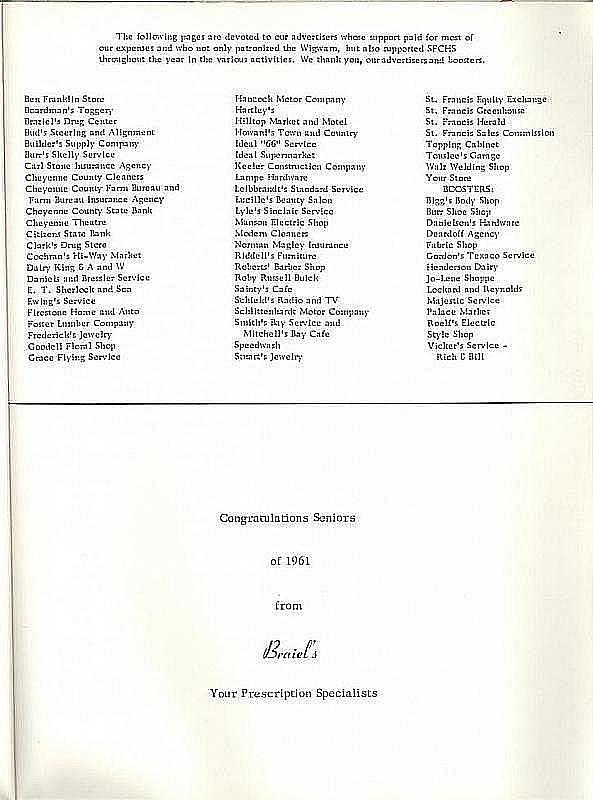 The following pages are devoted to our advertisers whose support paid for most of
our expenses and who not only patronized the Wigwam, but also supported SFCHS
throughout the year in the various activities. We thank you, our advertisers and boosters.
Ben Franklin Store
Boardman's Toggery
Braziel's Drug Center
Bud's Steering and Alignment
Builder's Supply Company
Burr's Skelly Service
Carl Stone Insurance Agency
Cheyenne County Cleaners
Cheyenne County Farm Bureau and
Farm Bureau Insurance Agency
Cheyenne County State Bank
Cheyenne Theatre
Citizens State Bank
Clark's Drug Store
Cochran's Hi-Way Market
Dairy King & A and W
Daniels and Bressler Service
E. T. Sherlock and Son
Ewing's Service
Firestone Home and Auto
Foster Lumber Company
Frederick's Jewelry
Goodell Floral Shop
Grace Flying Service
Hancock Motor Company
Hartley's
Hilltop Market and Motel
Howard's Town and Country
Ideal "66" Service
Ideal Supermarket
Keeler Construction Company
Lampe Hardware
Leibbrandt's Standard Service
Lucille's Beauty Salon
Lyle's Sinclair Service
Manson Electric Shop
Modern Cleaners
Norman Magley Insurance
Riddell's Furniture
Roberts' Barber Shop
Roby Russell Buick
Sainty's Cafe
Schield's Radio and TV
Schlittenhardt Motor Company
Smith's Bay Service and
Mitchell's Bay Cafe
Speedwash
Stuart's Jewelry
St. Francis Equity Exchange
St. Francis Greenhouse
St. Francis Herald
St. Francis Sales Commission
Topping Cabinet
Touslee's Garage
Walz Welding Shop
Your Store
BOOSTERS:
Bigg's Body Shop
Burr Shoe Shop
Danielson's Hardware
Deardoff Agency
Fabric Shop
Gordon's Texaco Service
Henderson Dairy
Jo-Lene Shoppe
Lockard and Reynolds
Majestic Service
Palace Market
Roelf's Electric
Style Shop
Vicker's Service -
Rich & Bill
Congratulations Seniors
of 1961
from
Braiel's
Your Prescription Specialists